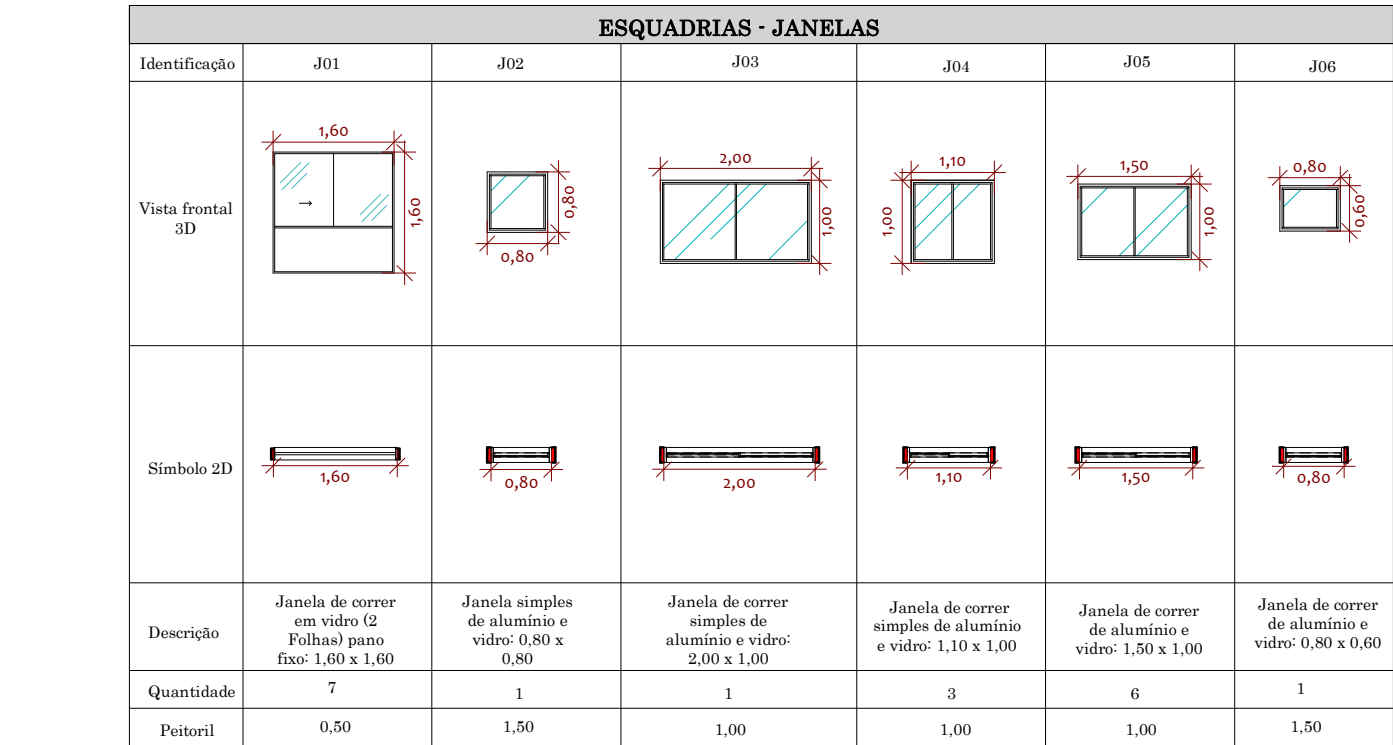 ESQUADRIAS - JANELAS
Identificação J01 J02 J03 J04 J05 J06
Vista frontal
3D
1,60
1,60
0,80
0,80
2,00
1,00
1,10
1,00
1,50
1,00
0,80
0,60
Símbolo 2D
1,60
0,80
2,00
1,10
1,50
0,80
Descrição
Janela de correr
em vidro (2
Folhas) pano
fixo: 1,60 x 1,60
Janela simples
de alumínio e
vidro: 0,80 x
0,80
Janela de correr
simples de
alumínio e vidro:
2,00 x 1,00
Janela de correr
simples de alumínio
e vidro: 1,10 x 1,00
Janela de correr
de alumínio e
vidro: 1,50 x 1,00
Janela de correr
de alumínio e
vidro: 0,80 x 0,60
Quantidade 7 1 1 3 6 1
Peitoril 0,50 1,50 1,00 1,00 1,00 1,50